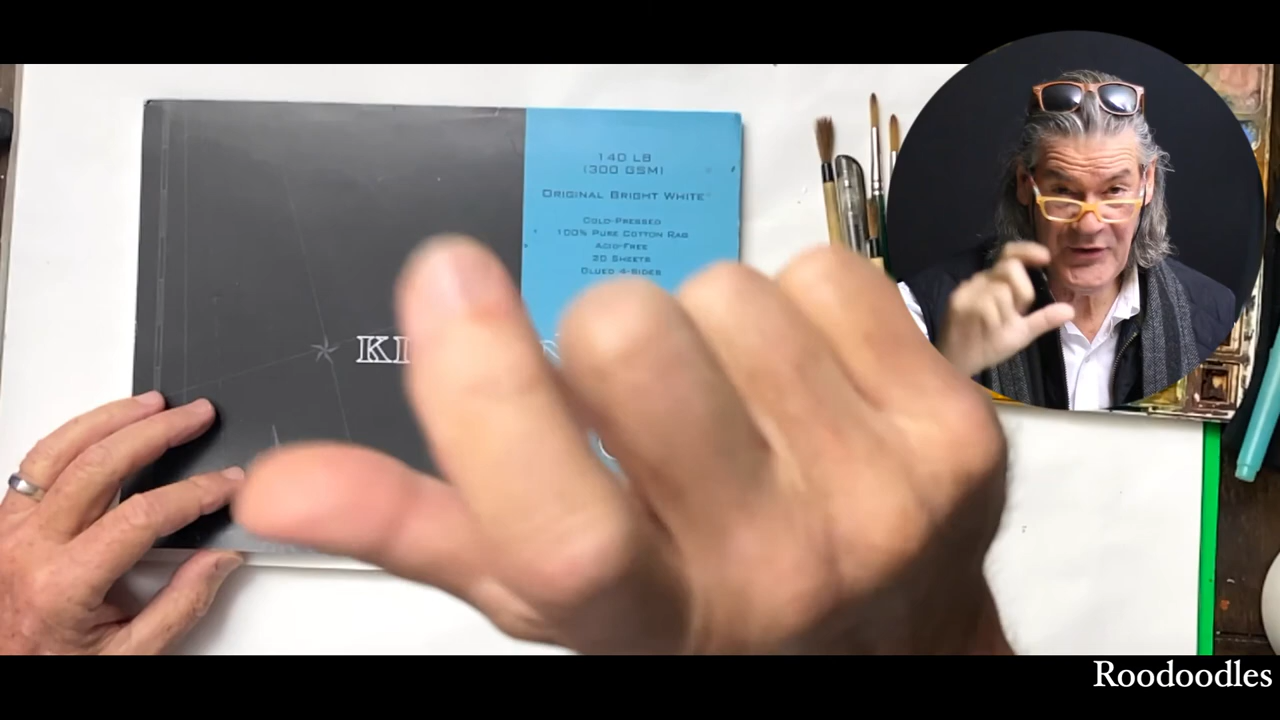 140 LB
(300 GSM)
ORIGINAL BRIGHT WHITE
COLD-PRESSED
100% PURE COTTON RAG
ACID-FREE
20 SHEETS
GLUED 4-SIDES
Roodoodles